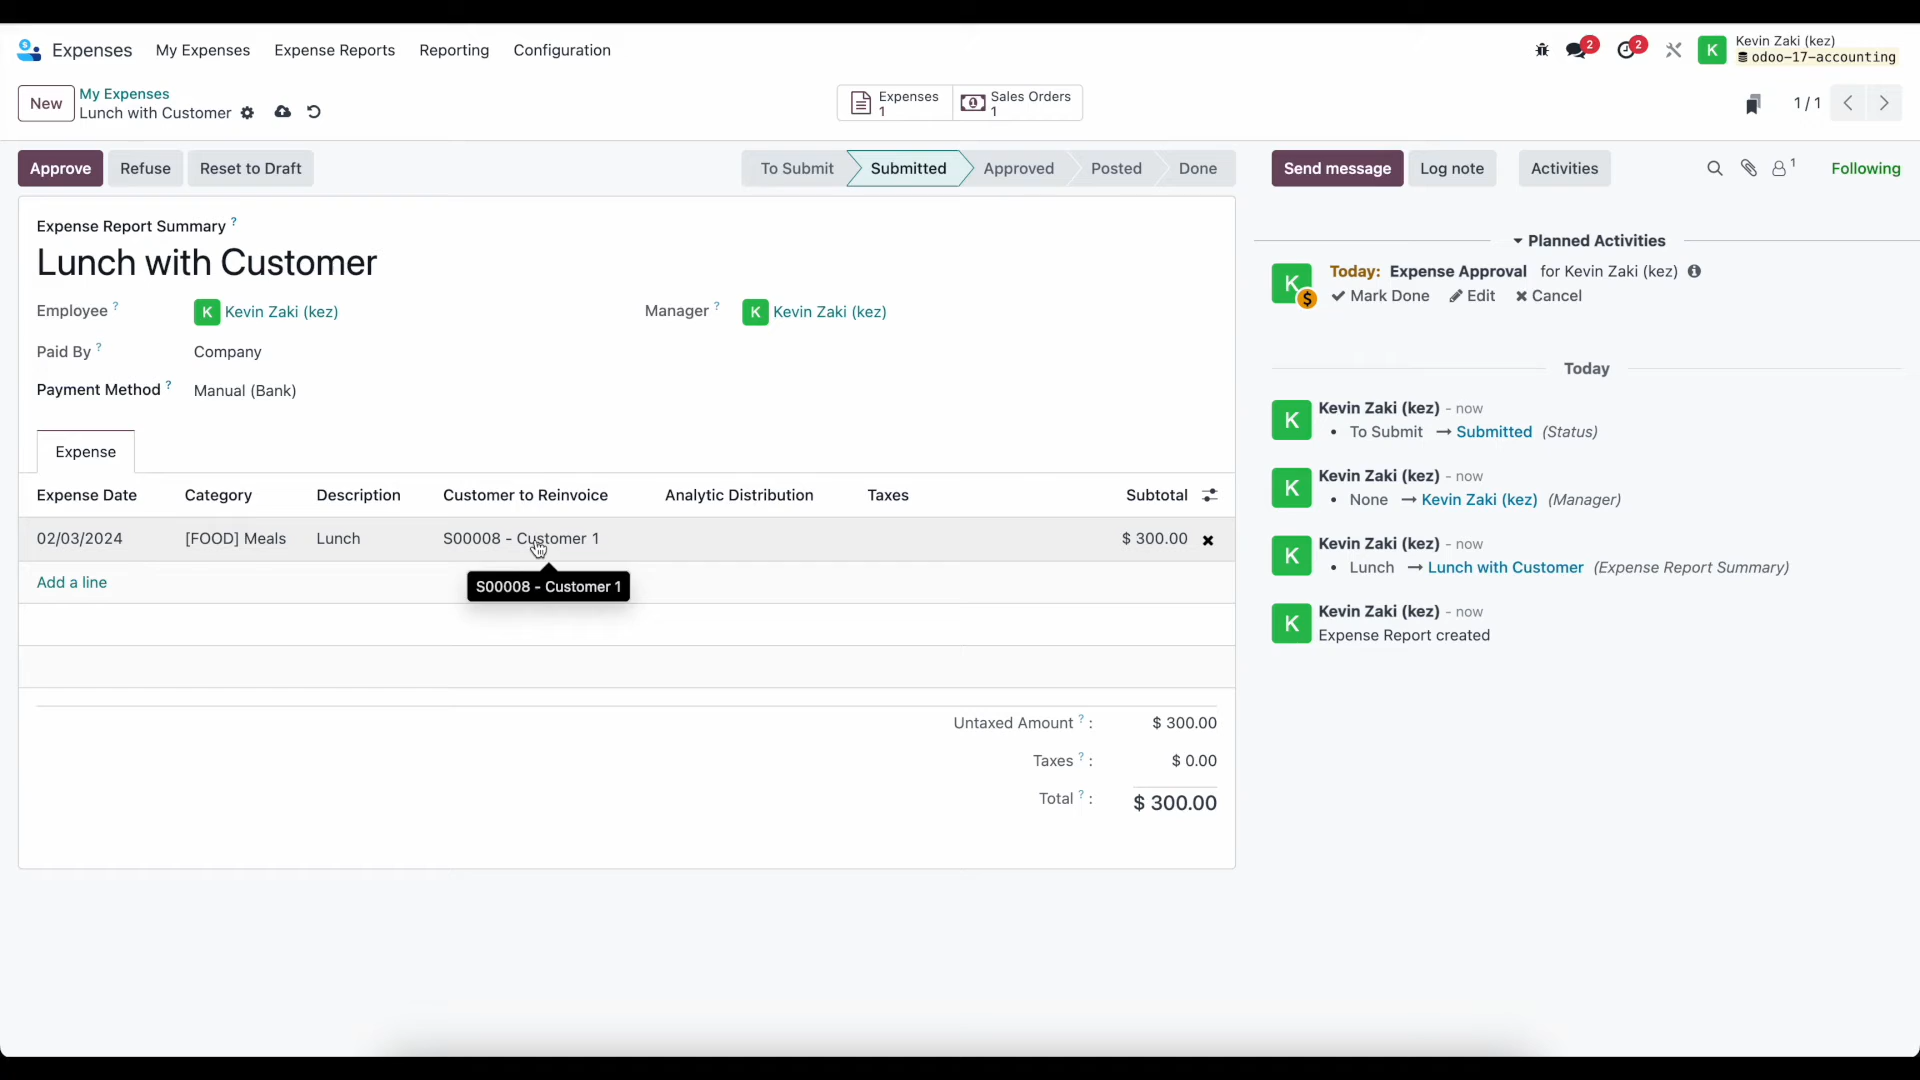 Expenses My Expenses Expense Reports Reporting Configuration
2 2 K Kevin Zaki (kez)
odoo-17-accounting
New My Expenses
Lunch with Customer
Expenses
1
Sales Orders
1
1 / 1
Approve Refuse Reset to Draft
To Submit Submitted Approved Posted Done
Send message Log note Activities 1 Following
Expense Report Summary ?
Lunch with Customer
Employee ? K Kevin Zaki (kez) Manager ? K Kevin Zaki (kez)
Paid By ? Company
Payment Method ? Manual (Bank)
Expense
Expense Date Category Description Customer to Reinvoice Analytic Distribution Taxes Subtotal
02/03/2024 [FOOD] Meals Lunch S00008 - Customer 1 $ 300.00
Add a line
S00008 - Customer 1
Untaxed Amount ? : $ 300.00
Taxes ? : $ 0.00
Total ? : $ 300.00
Planned Activities
K $ Today: Expense Approval for Kevin Zaki (kez)
Mark Done Edit Cancel
Today
K Kevin Zaki (kez) - now
• To Submit → Submitted (Status)
K Kevin Zaki (kez) - now
• None → Kevin Zaki (kez) (Manager)
K Kevin Zaki (kez) - now
• Lunch → Lunch with Customer (Expense Report Summary)
K Kevin Zaki (kez) - now
Expense Report created